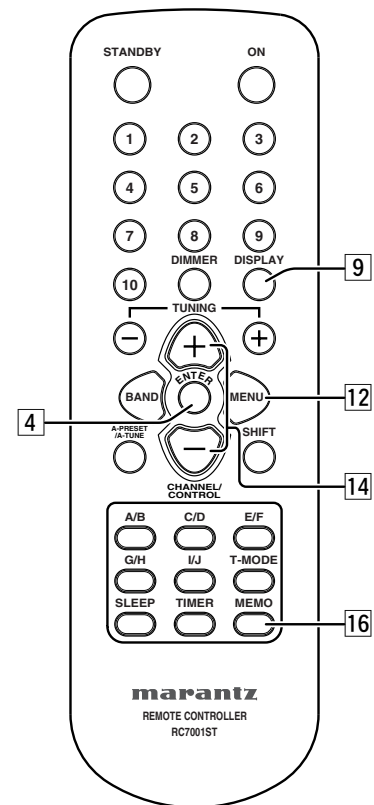 STANDBY ON
1 2 3
4 5 6
7 8 9
DIMMER DISPLAY
10
9
TUNING
− + +
BAND ENTER MENU
12
4
A-PRESET
/A-TUNE
− SHIFT
14
CHANNEL/
CONTROL
A/B C/D E/F
G/H I/J T-MODE
SLEEP TIMER MEMO
16
marantz
REMOTE CONTROLLER
RC7001ST